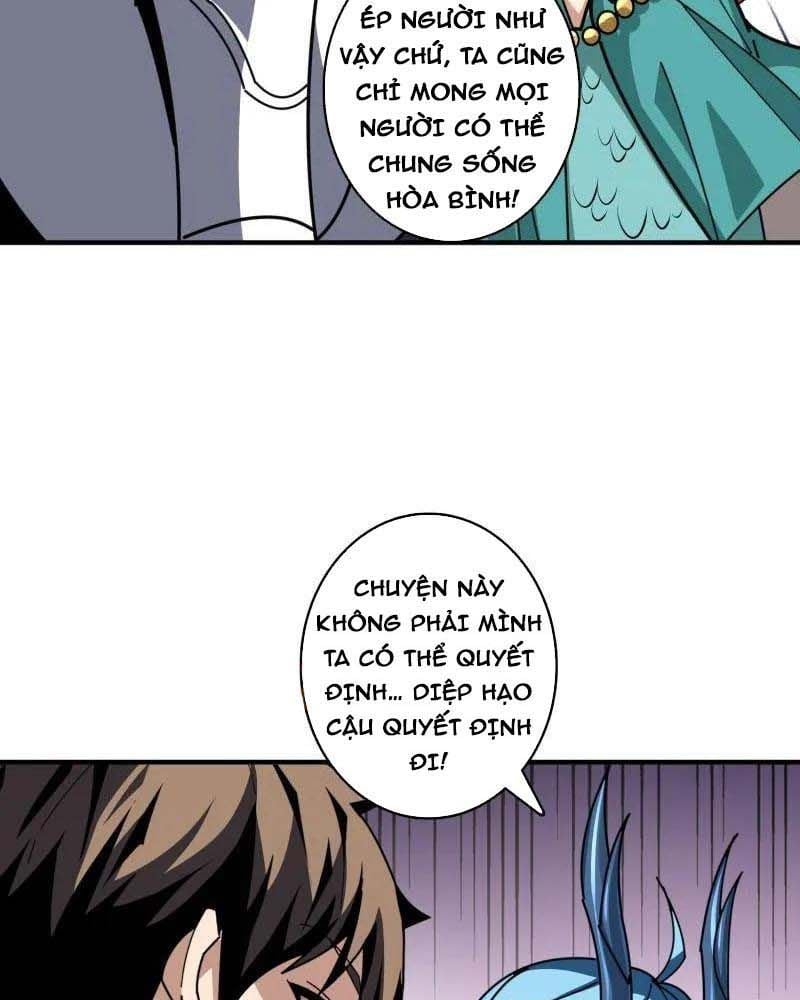 ÉP NGƯỜI NHƯ
VẬY CHỨ, TA CŨNG
CHỈ MONG MỌI
NGƯỜI CÓ THỂ
CHUNG SỐNG
HÒA BÌNH!
CHUYỆN NÀY
KHÔNG PHẢI MÌNH
TA CÓ THỂ QUYẾT
ĐỊNH... DIỆP HẠO
CẬU QUYẾT ĐỊNH
ĐI!